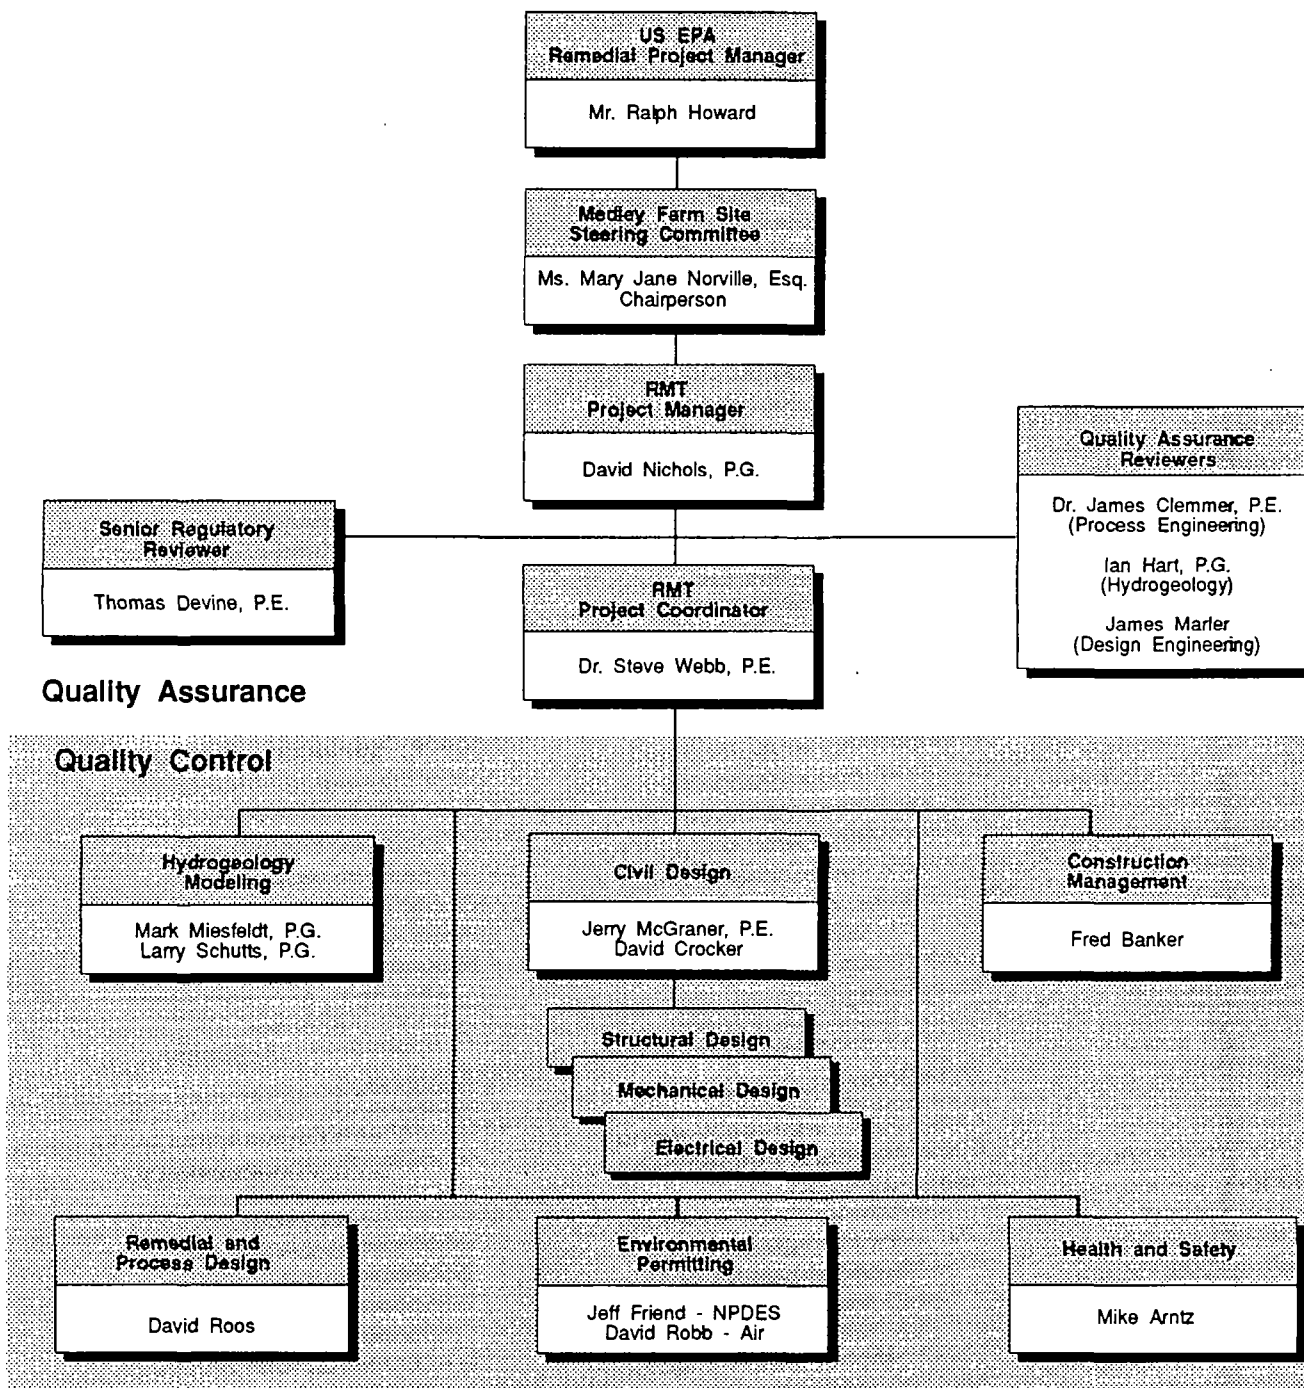 US EPA
Remedial Project Manager
Mr. Ralph Howard
Medley Farm Site
Steering Committee
Ms. Mary Jane Norville, Esq.
Chairperson
RMT
Project Manager
David Nichols, P.G.
Quality Assurance
Reviewers
Dr. James Clemmer, P.E.
(Process Engineering)
Ian Hart, P.G.
(Hydrogeology)
James Marler
(Design Engineering)
Senior Regulatory
Reviewer
Thomas Devine, P.E.
RMT
Project Coordinator
Dr. Steve Webb, P.E.
Quality Assurance
Quality Control
Hydrogeology
Modeling
Mark Miesfeldt, P.G.
Larry Schutts, P.G.
Civil Design
Jerry McGraner, P.E.
David Crocker
Construction
Management
Fred Banker
Structural Design
Mechanical Design
Electrical Design
Remedial and
Process Design
David Roos
Environmental
Permitting
Jeff Friend - NPDES
David Robb - Air
Health and Safety
Mike Arntz